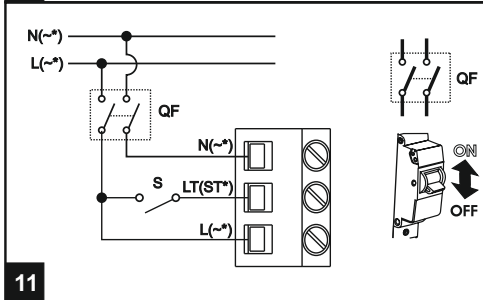 N(~*)
L(~*)
QF
QF
N(~*)
ON
S
LT(ST*)
OFF
L(~*)
11